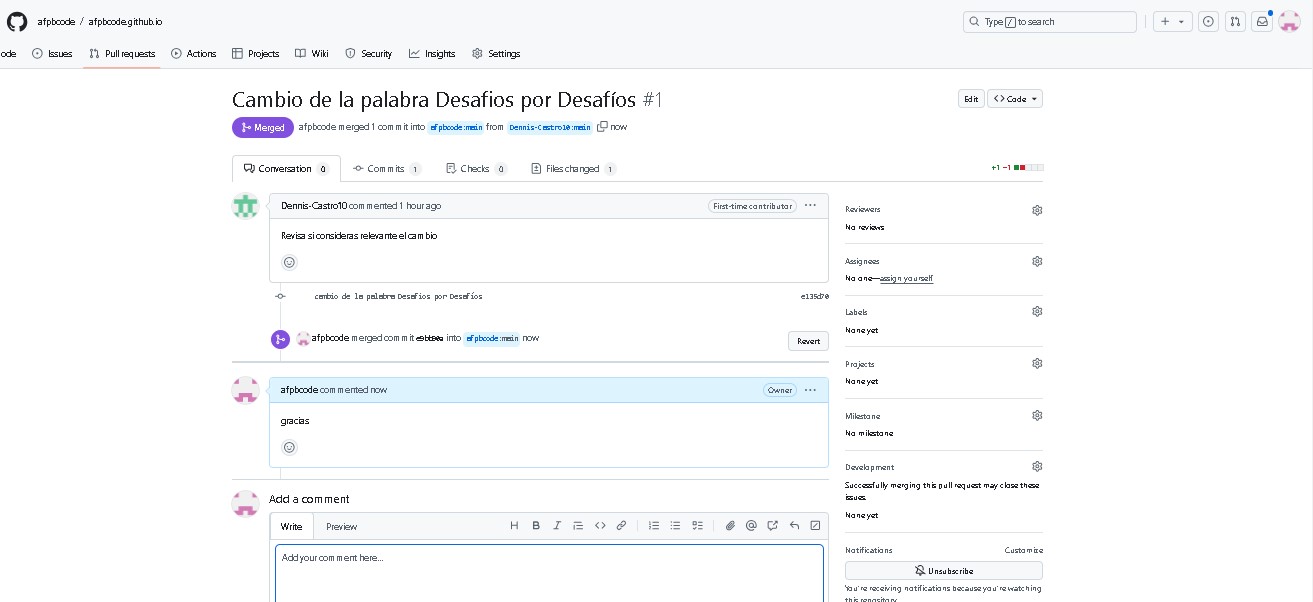 afpbcode / afpbcode.github.io
Type / to search
ode Issues Pull requests Actions Projects Wiki Security Insights Settings
Cambio de la palabra Desafios por Desafíos #1
Edit
Code
Merged afpbcode merged 1 commit into afpbcode:main from Dennis-Castro10:main now
Conversation 0
Commits 1
Checks 0
Files changed 1
+1 −1
Dennis-Castro10 commented 1 hour ago
First-time contributor
Revisa si consideras relevante el cambio
cambio de la palabra Desafios por Desafíos
e135d70
afpbcode merged commit into afpbcode:main now
Revert
afpbcode commented now
Owner
gracias
Add a comment
Write
Preview
Add your comment here...
Reviewers
No reviews
Assignees
No one—assign yourself
Labels
None yet
Projects
None yet
Milestone
No milestone
Development
Successfully merging this pull request may close these
issues.
None yet
Notifications
Customize
Unsubscribe
You're receiving notifications because you're watching
this repository.